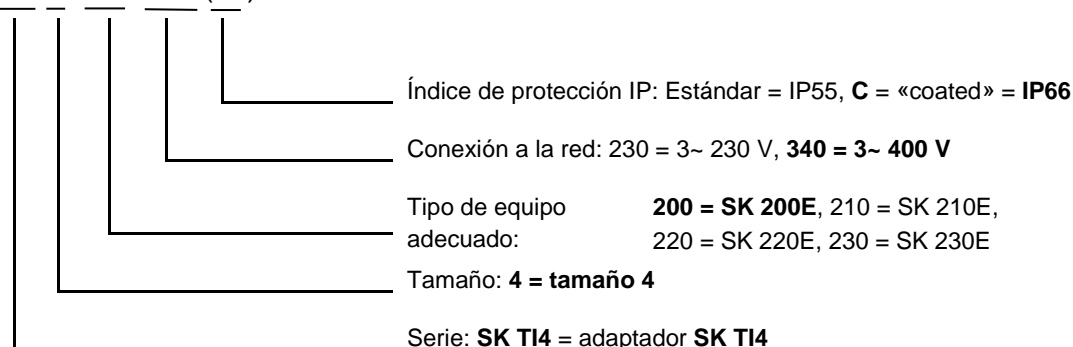 Índice de protección IP: Estándar = IP55, C = «coated» = IP66
Conexión a la red: 230 = 3~ 230 V, 340 = 3~ 400 V
Tipo de equipo 200 = SK 200E, 210 = SK 210E,
adecuado: 220 = SK 220E, 230 = SK 230E
Tamaño: 4 = tamaño 4
Serie: SK TI4 = adaptador SK TI4